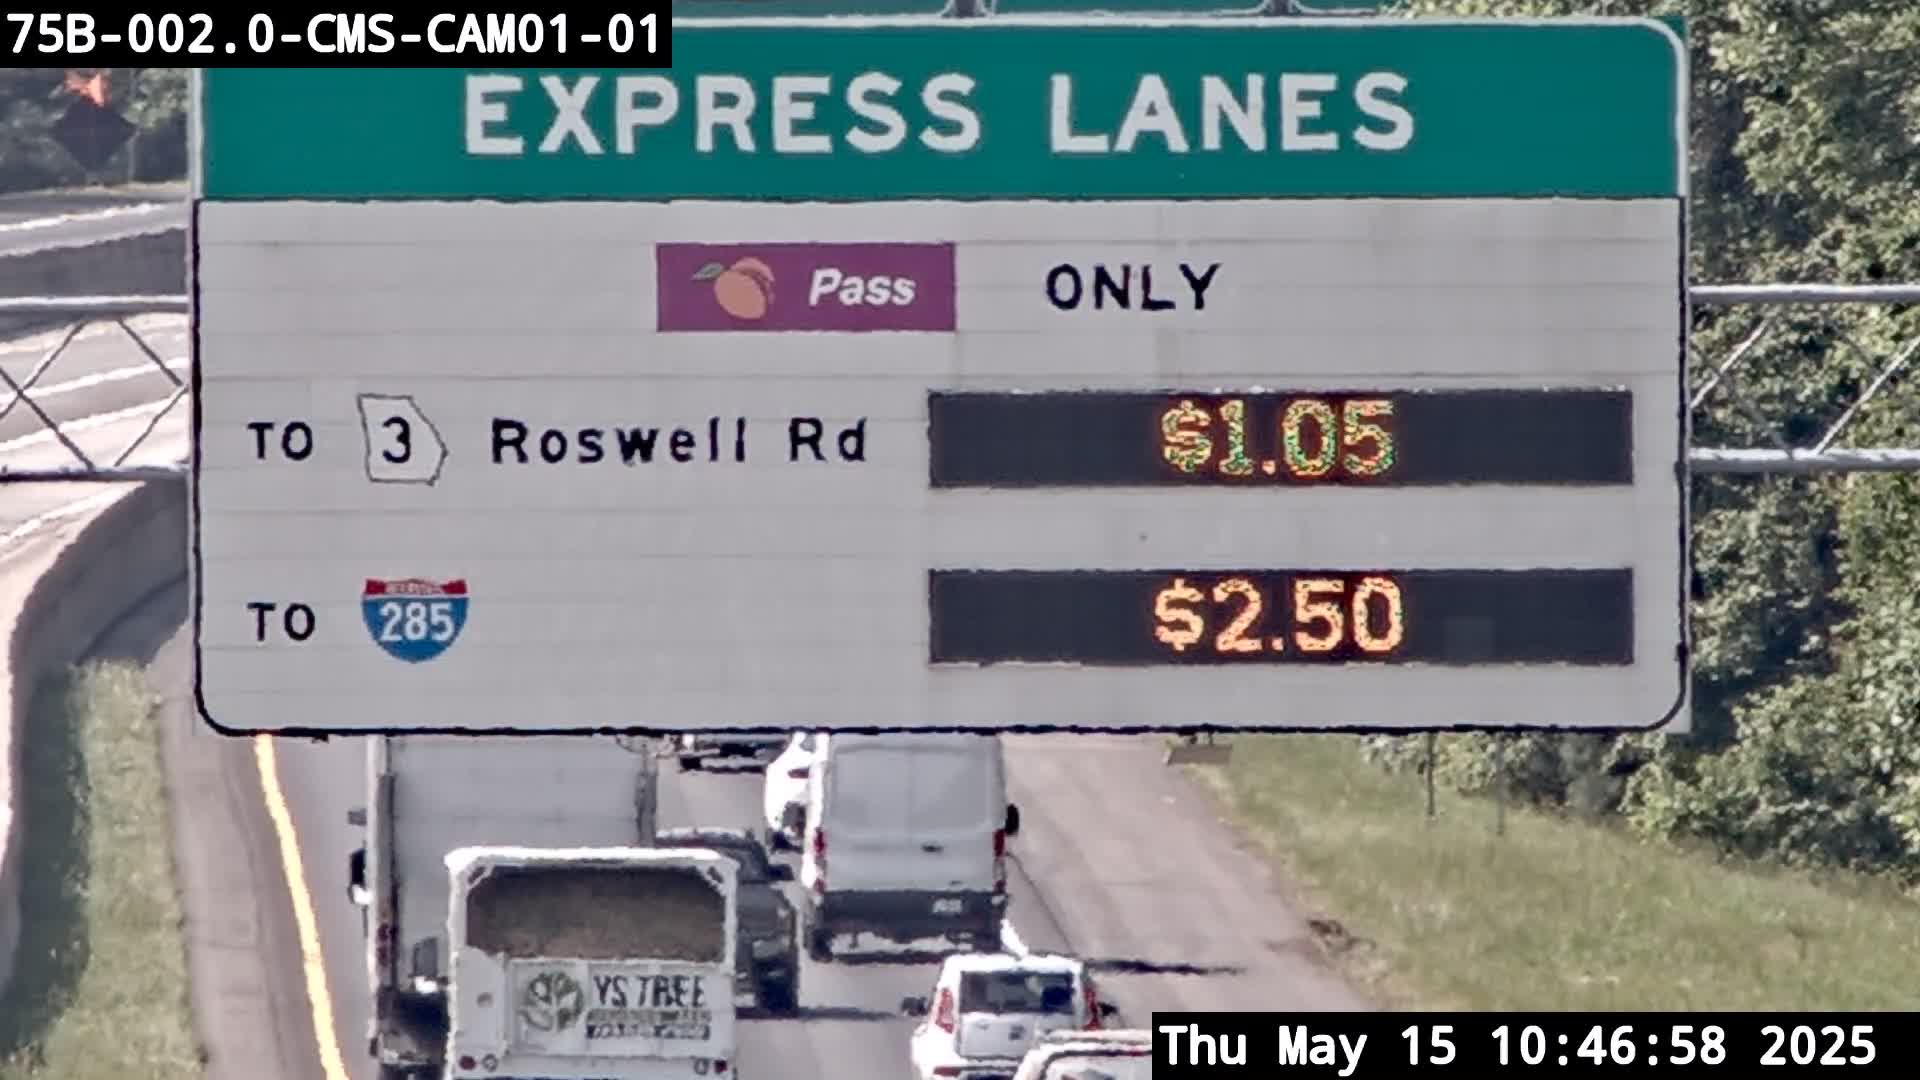 75B-002.0-CMS-CAM01-01
EXPRESS LANES
Pass ONLY
TO 3 Roswell Rd $1.05
TO 285 $2.50
YS TREE
Thu May 15 10:46:58 2025